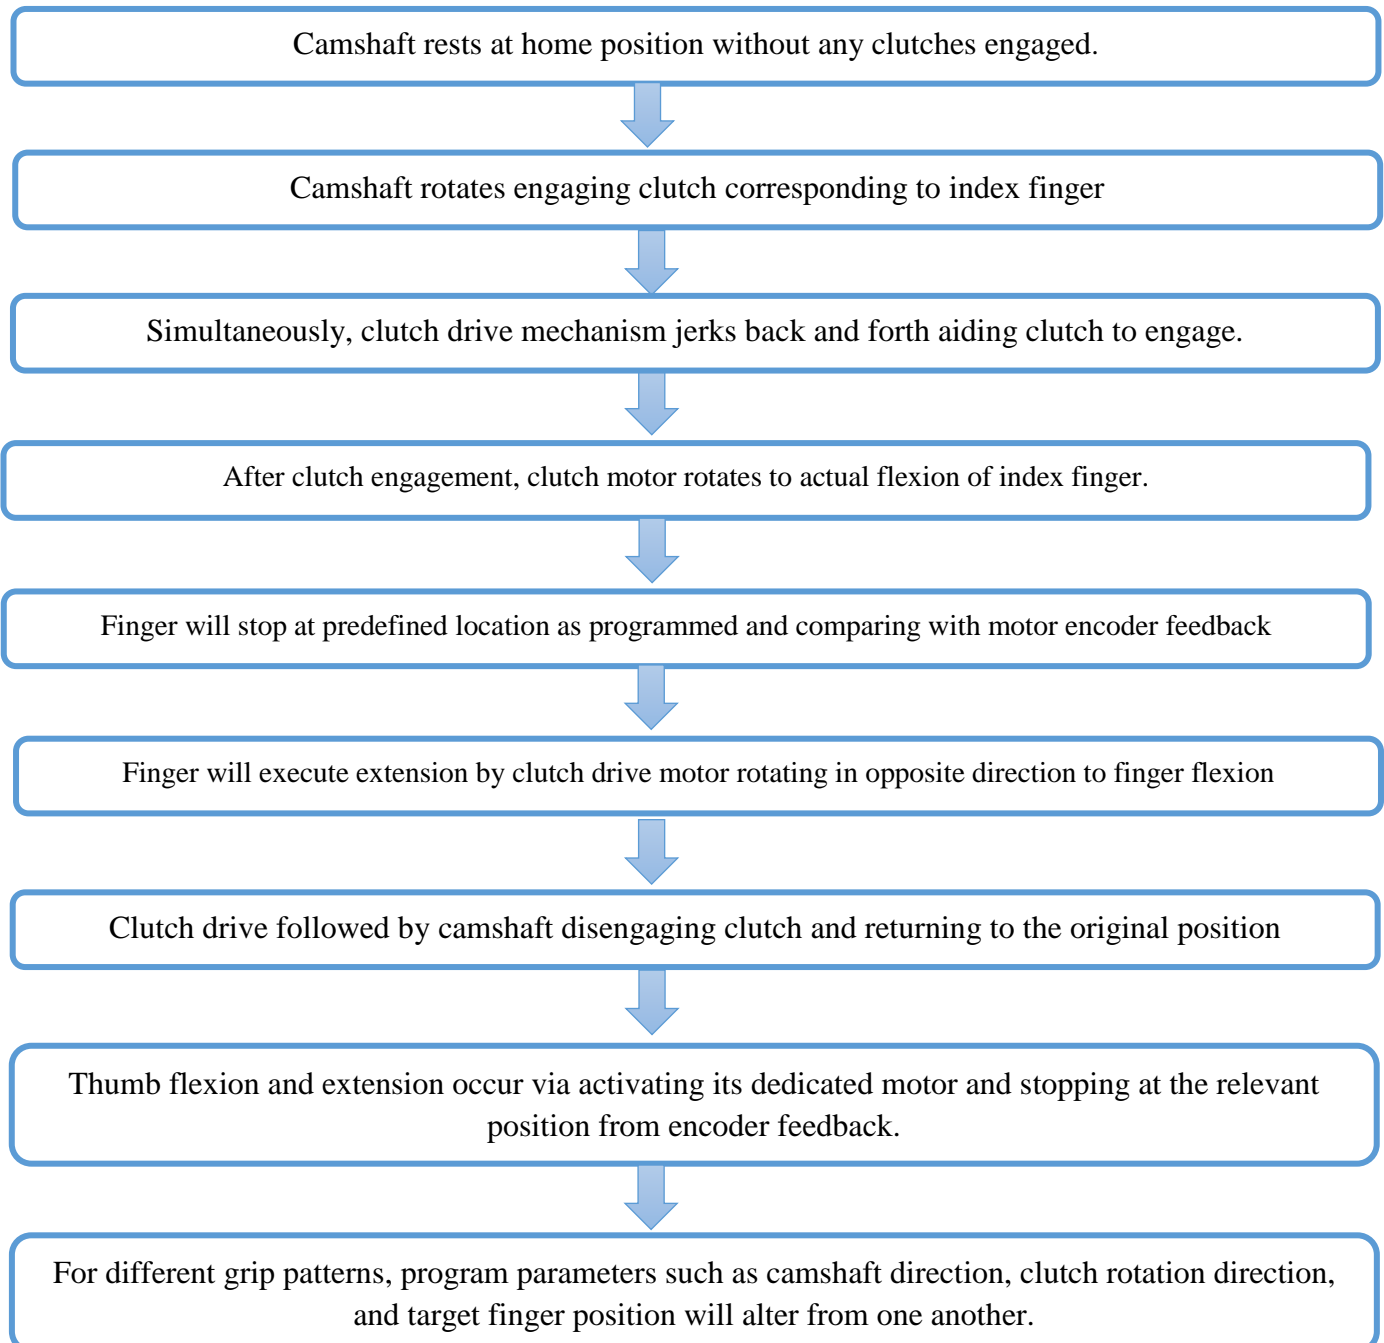 Camshaft rests at home position without any clutches engaged.
Camshaft rotates engaging clutch corresponding to index finger
Simultaneously, clutch drive mechanism jerks back and forth aiding clutch to engage.
After clutch engagement, clutch motor rotates to actual flexion of index finger.
Finger will stop at predefined location as programmed and comparing with motor encoder feedback
Finger will execute extension by clutch drive motor rotating in opposite direction to finger flexion
Clutch drive followed by camshaft disengaging clutch and returning to the original position
Thumb flexion and extension occur via activating its dedicated motor and stopping at the relevant
position from encoder feedback.
For different grip patterns, program parameters such as camshaft direction, clutch rotation direction,
and target finger position will alter from one another.